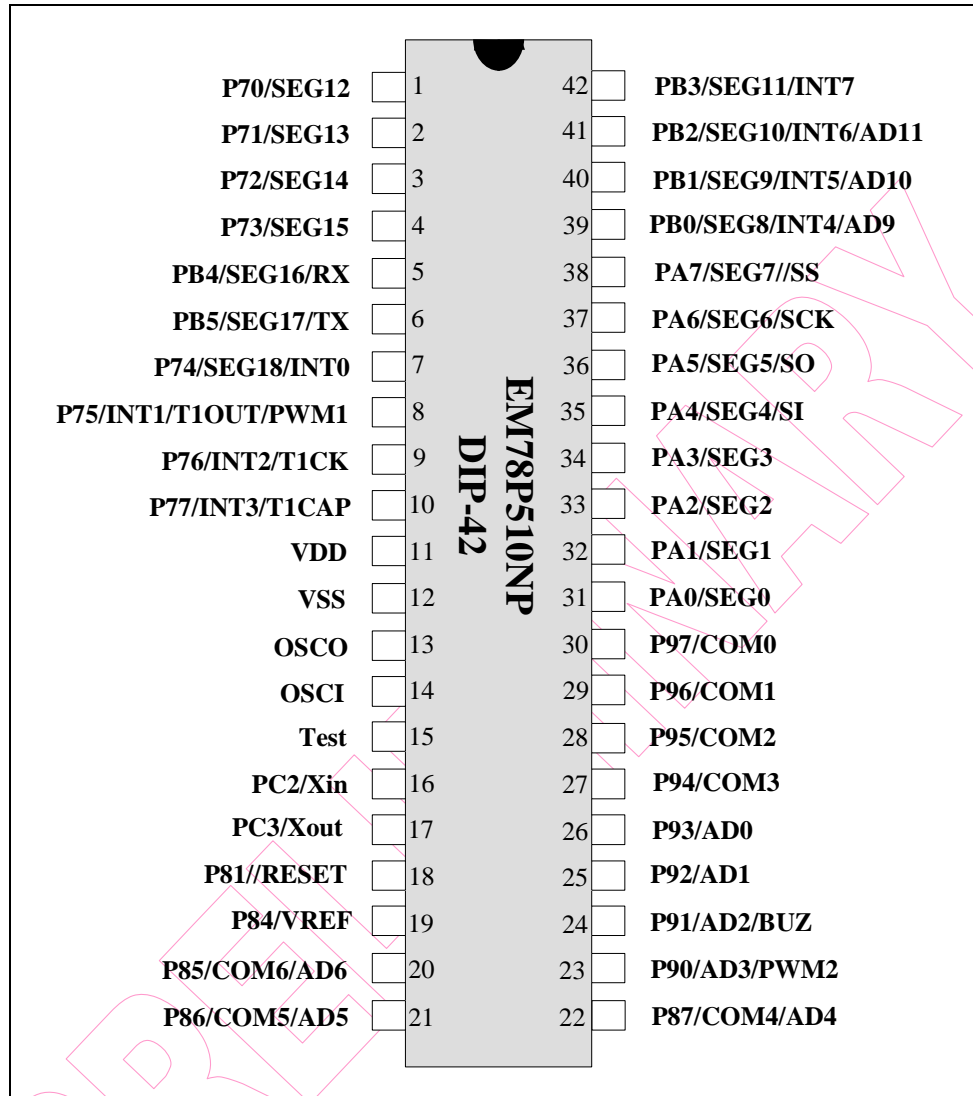 P70/SEG12 1 42 PB3/SEG11/INT7
P71/SEG13 2 41 PB2/SEG10/INT6/AD11
P72/SEG14 3 40 PB1/SEG9/INT5/AD10
P73/SEG15 4 39 PB0/SEG8/INT4/AD9
PB4/SEG16/RX 5 38 PA7/SEG7//SS
PB5/SEG17/TX 6 37 PA6/SEG6/SCK
P74/SEG18/INT0 7 36 PA5/SEG5/SO
P75/INT1/T1OUT/PWM1 8 35 PA4/SEG4/SI
P76/INT2/T1CK 9 34 PA3/SEG3
P77/INT3/T1CAP 10 33 PA2/SEG2
VDD 11 32 PA1/SEG1
VSS 12 31 PA0/SEG0
OSCO 13 30 P97/COM0
OSCI 14 29 P96/COM1
Test 15 28 P95/COM2
PC2/Xin 16 27 P94/COM3
PC3/Xout 17 26 P93/AD0
P81//RESET 18 25 P92/AD1
P84/VREF 19 24 P91/AD2/BUZ
P85/COM6/AD6 20 23 P90/AD3/PWM2
P86/COM5/AD5 21 22 P87/COM4/AD4
EM78P510NP
DIP-42